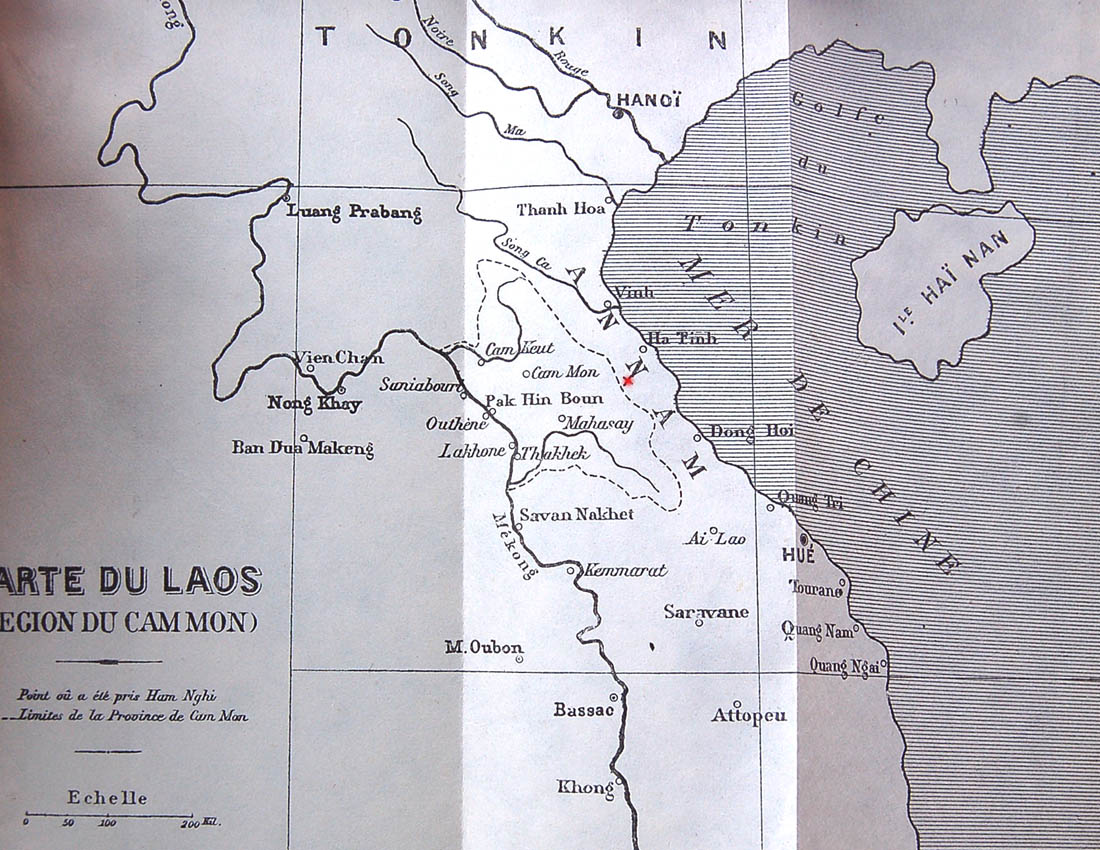 ong
TONKIN
Noire
Rouge
Song
Ma
HANOÏ
Golfe
du
Tonkin
Luang Prabang
Thanh Hoa
MER
DE
CHINE
ILE HAÏ NAN
Song Ca
ANNAM
Vinh
Ha Tinh
Vien Chan
Cam Keut
Cam Mon
Saniabouri
Nong Khay
Pak Hin Boun
Outhène
Mahasay
Dong Hoi
Ban Dua Makeng
Lakhone
Thakhek
Quang Tri
Savan Nakhet
Mékong
Ai Lao
HUÉ
Kemmarat
Tourane
ARTE DU LAOS
EGION DU CAM MON)
Saravane
Quang Nam
M. Oubon
Quang Ngai
Point où a été pris Ham Nghi
Limites de la Province de Cam Mon
Bassac
Attopeu
Khong
Echelle
0 50 100 200 Kil.